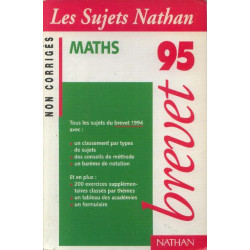 Les Sujets Nathan
NON CORRIGÉS
MATHS
95
brevet
Tous les sujets du brevet 1994
avec :
un classement par types
de sujets
des conseils de méthode
un barème de notation
Et en plus :
200 exercices supplémen-
taires classés par thèmes
un tableau des académies
un formulaire
NATHAN